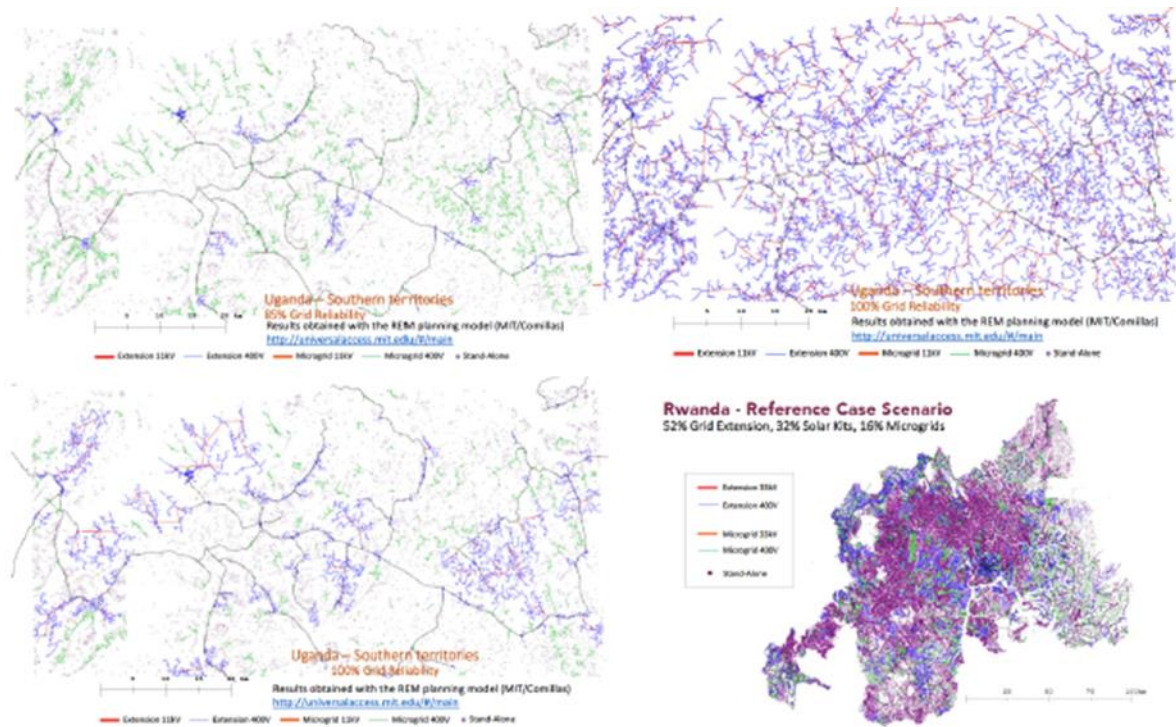 Uganda – Southern territories
85% Grid Reliability
Results obtained with the REM planning model (MIT/Comillas)
http://universalaccess.mit.edu/#/main
Extension 11kV Extension 400V Microgrid 11kV Microgrid 400V Stand-Alone
Uganda – Southern territories
100% Grid Reliability
Results obtained with the REM planning model (MIT/Comillas)
http://universalaccess.mit.edu/#/main
Extension 11kV Extension 400V Microgrid 11kV Microgrid 400V Stand-Alone
Uganda – Southern territories
100% Grid Reliability
Results obtained with the REM planning model (MIT/Comillas)
http://universalaccess.mit.edu/#/main
Extension 11kV Extension 400V Microgrid 11kV Microgrid 400V Stand-Alone
Rwanda - Reference Case Scenario
52% Grid Extension, 32% Solar Kits, 16% Microgrids
Extension 33kV
Extension 400V
Microgrid 33kV
Microgrid 400V
Stand-Alone